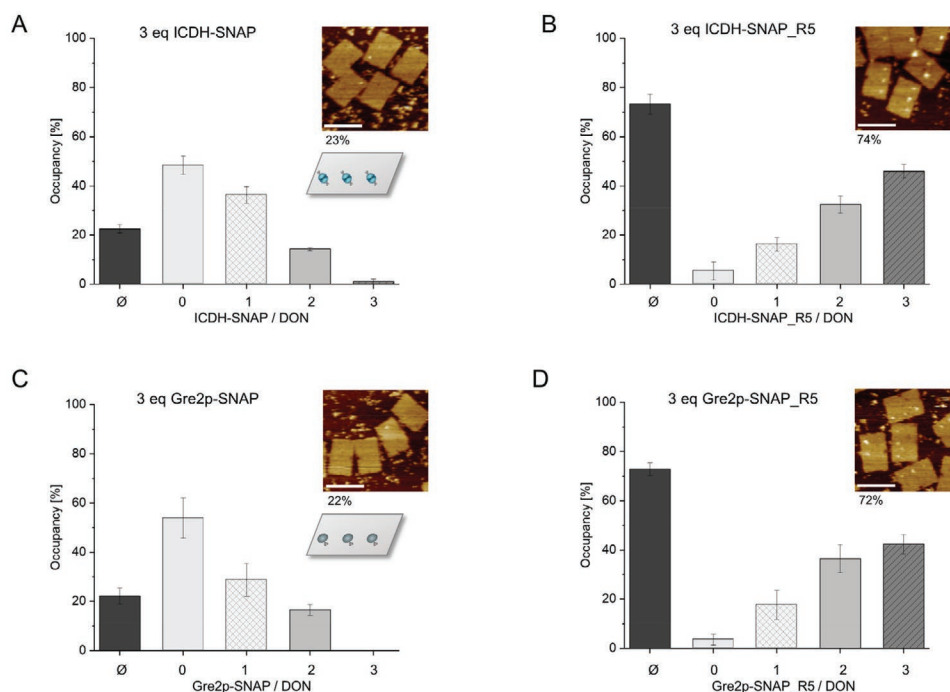 A
3 eq ICDH-SNAP
100
80
60
40
20
0
Occupancy [%]
23%
Ø 0 1 2 3
ICDH-SNAP / DON
B
3 eq ICDH-SNAP_R5
100
80
60
40
20
0
Occupancy [%]
74%
Ø 0 1 2 3
ICDH-SNAP_R5 / DON
C
3 eq Gre2p-SNAP
100
80
60
40
20
0
Occupancy [%]
22%
Ø 0 1 2 3
Gre2p-SNAP / DON
D
3 eq Gre2p-SNAP_R5
100
80
60
40
20
0
Occupancy [%]
72%
Ø 0 1 2 3
Gre2p-SNAP_R5 / DON